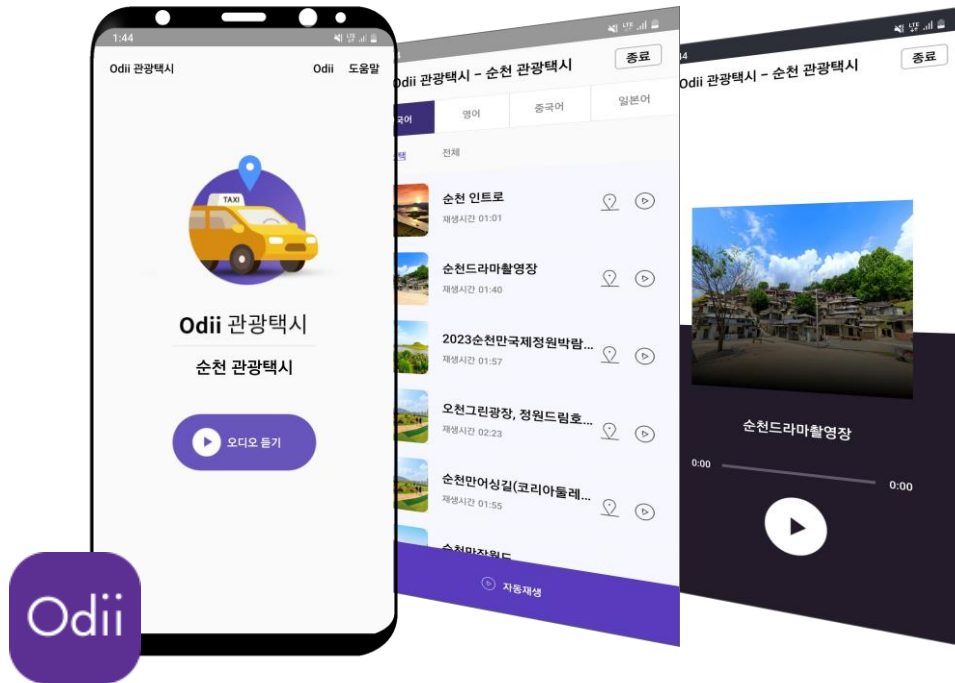 1:44
Odii 관광택시
Odii 도움말
TAXI
Odii 관광택시
순천 관광택시
오디오 듣기
Odii
Odii 관광택시 - 순천 관광택시
종료
영어
중국어
일본어
전체
순천 인트로
재생시간 01:01
순천드라마촬영장
재생시간 01:40
2023순천만국제정원박람...
재생시간 01:57
오천그린광장, 정원드림호...
재생시간 02:23
순천만어싱길(코리아둘레...
재생시간 01:55
자동재생
Odii 관광택시 - 순천 관광택시
종료
순천드라마촬영장
0:00
0:00